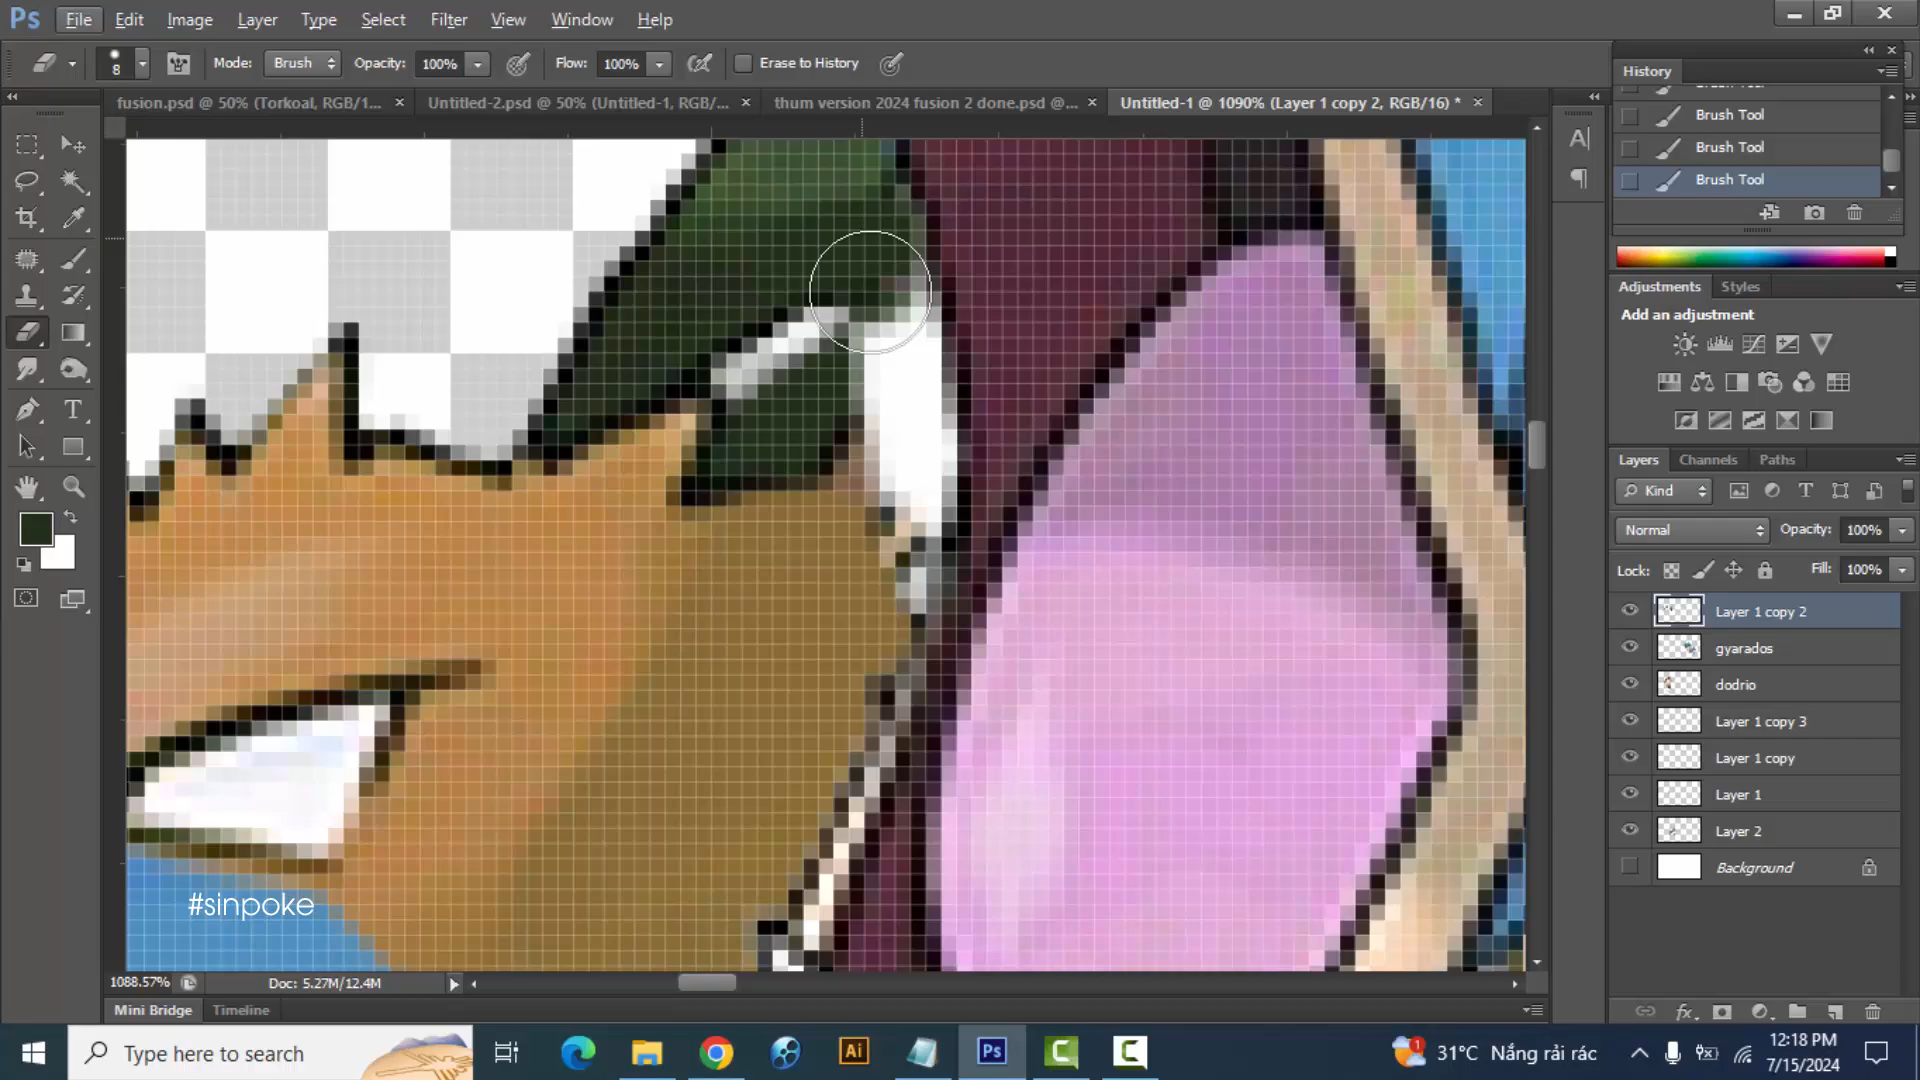 Ps File Edit Image Layer Type Select Filter View Window Help
8 Mode: Brush Opacity: 100% Flow: 100% Erase to History
fusion.psd @ 50% (Torkoal, RGB/1... Untitled-2.psd @ 50% (Untitled-1, RGB/... thum version 2024 fusion 2 done.psd @... Untitled-1 @ 1090% (Layer 1 copy 2, RGB/16) *
History
Brush Tool
Brush Tool
Brush Tool
Adjustments Styles
Add an adjustment
Layers Channels Paths
Kind
Normal Opacity: 100%
Lock: Fill: 100%
Layer 1 copy 2
gyarados
dodrio
Layer 1 copy 3
Layer 1 copy
Layer 1
Layer 2
Background
#sinpoke
1088.57% Doc: 5.27M/12.4M
Mini Bridge Timeline
Type here to search
Ai Ps
1 31°C Nắng rải rác
12:18 PM
7/15/2024